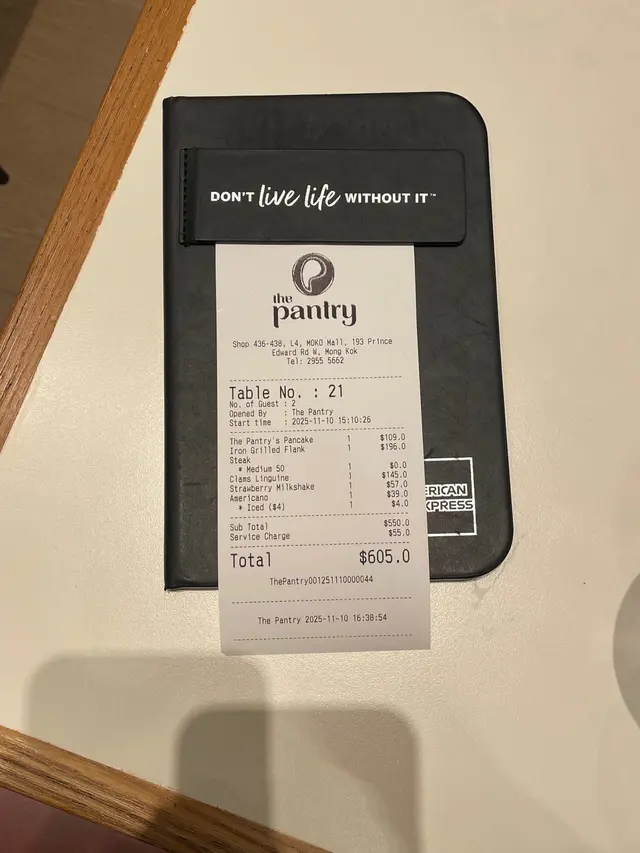 DON'T live life WITHOUT IT™
the
pantry
Shop 436-438, L4, MOKO Mall, 193 Prince
Edward Rd W, Mong Kok
Tel: 2955 5662
Table No. : 21
No. of Guest : 2
Opened By : The Pantry
Start time : 2025-11-10 15:10:26
The Pantry's Pancake 1 $109.0
Iron Grilled Flank 1 $196.0
Steak
* Medium 50 1 $0.0
Clams Linguine 1 $145.0
Strawberry Milkshake 1 $57.0
Americano 1 $39.0
* Iced ($4) 1 $4.0
Sub Total $550.0
Service Charge $55.0
Total $605.0
ThePantry001251110000044
The Pantry 2025-11-10 16:38:54
ERICAN
XPRESS